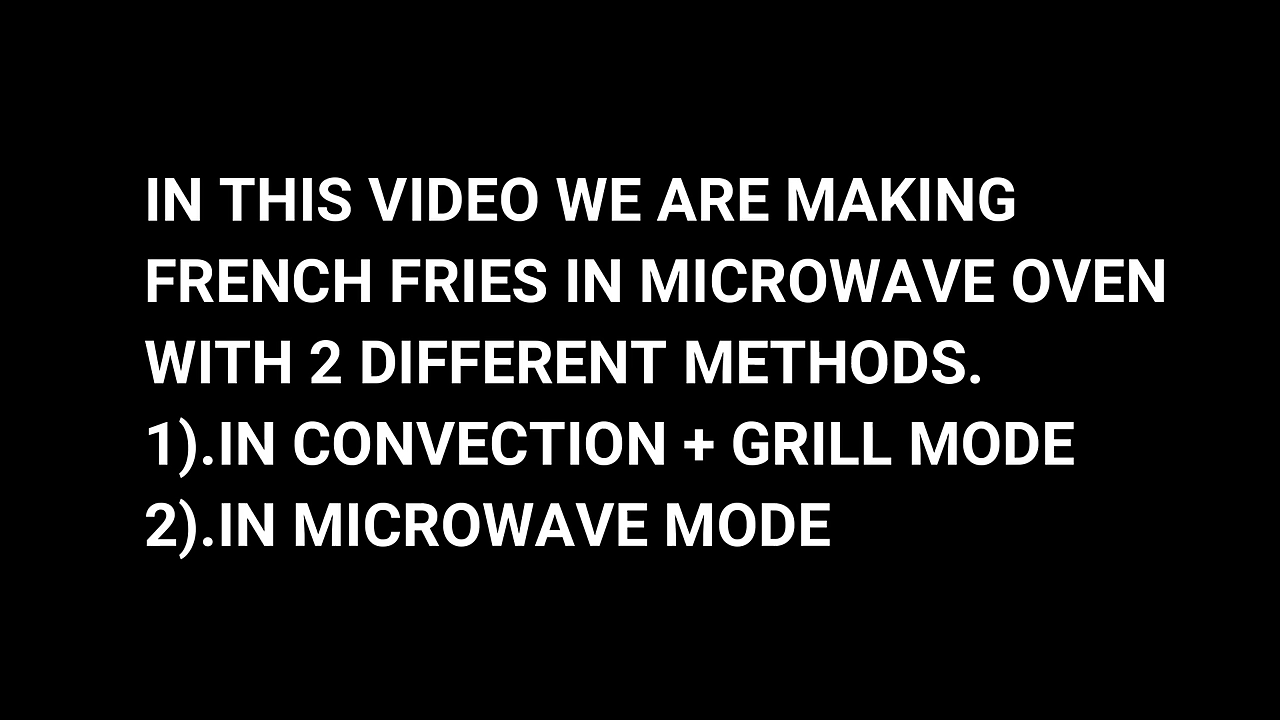 IN THIS VIDEO WE ARE MAKING
FRENCH FRIES IN MICROWAVE OVEN
WITH 2 DIFFERENT METHODS.
1).IN CONVECTION + GRILL MODE
2).IN MICROWAVE MODE